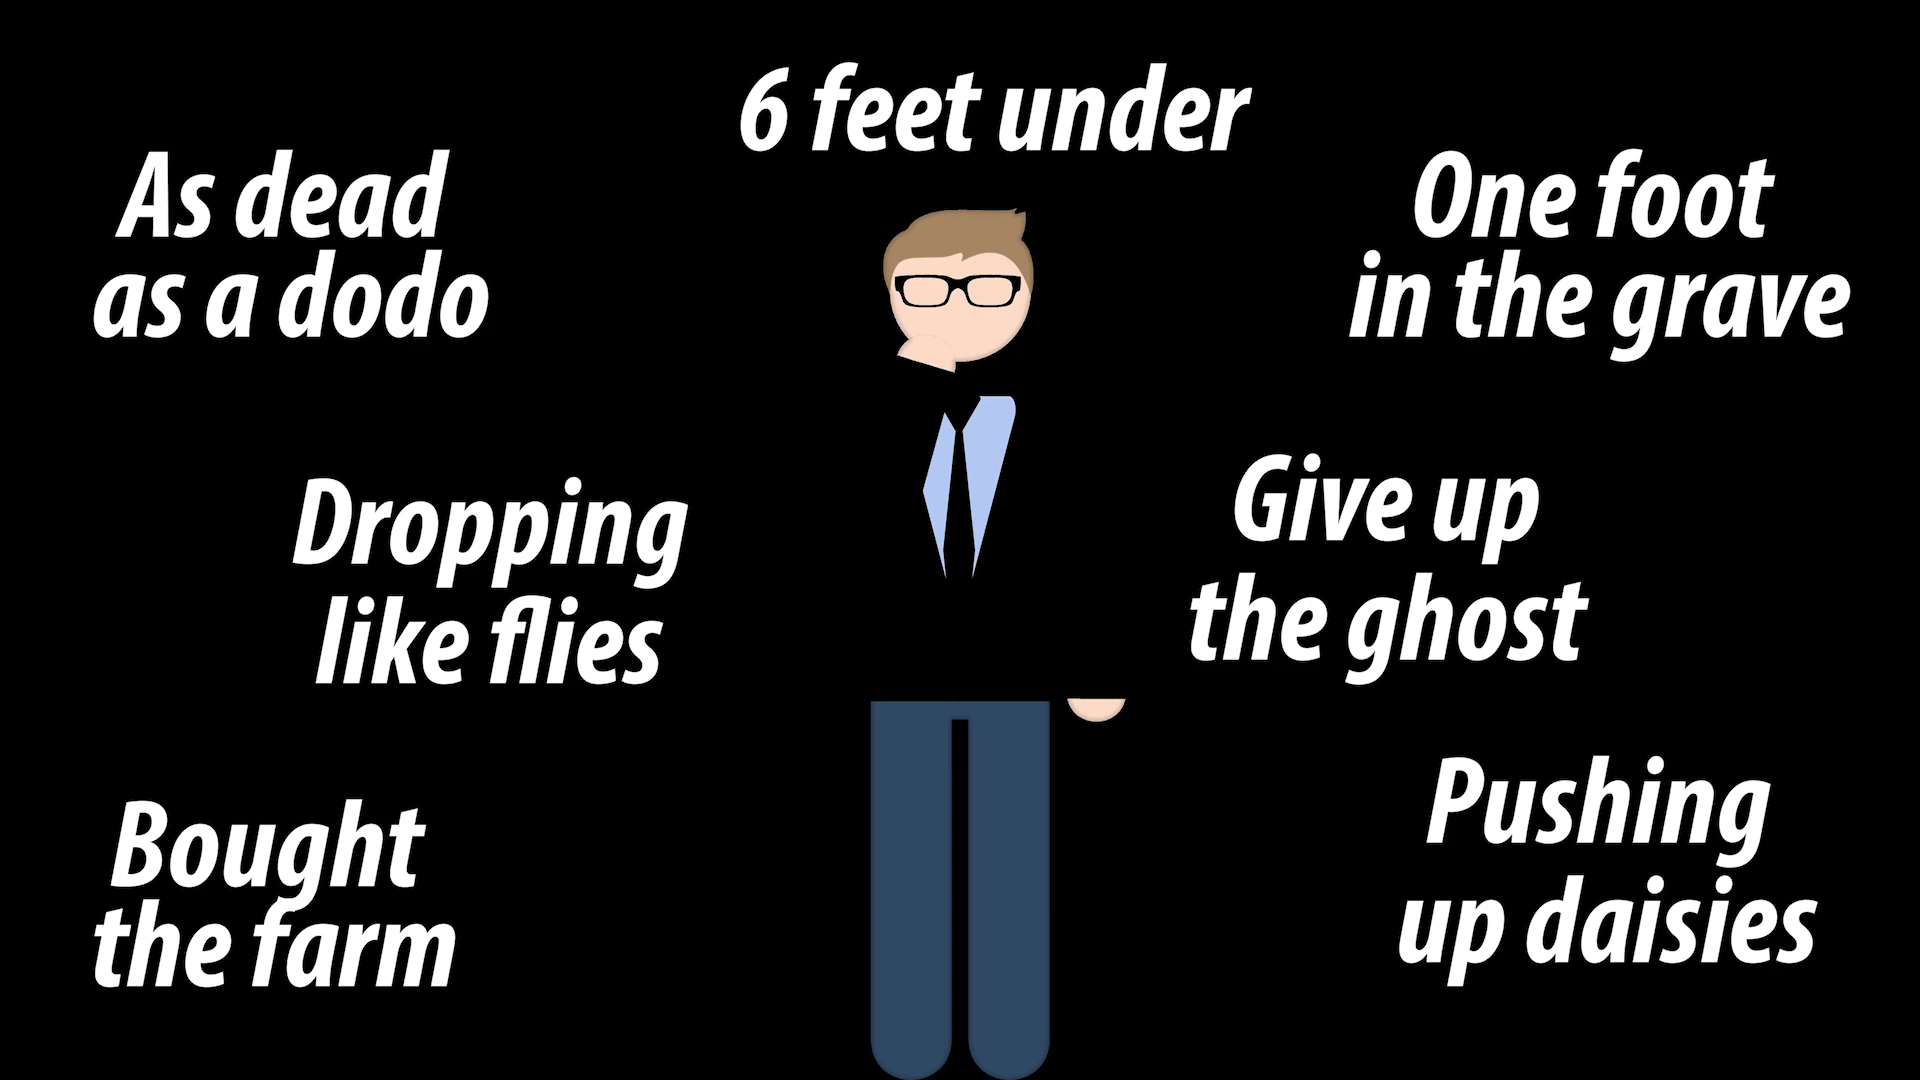 6 feet under
As dead
as a dodo
One foot
in the grave
Dropping
like flies
Give up
the ghost
Bought
the farm
Pushing
up daisies